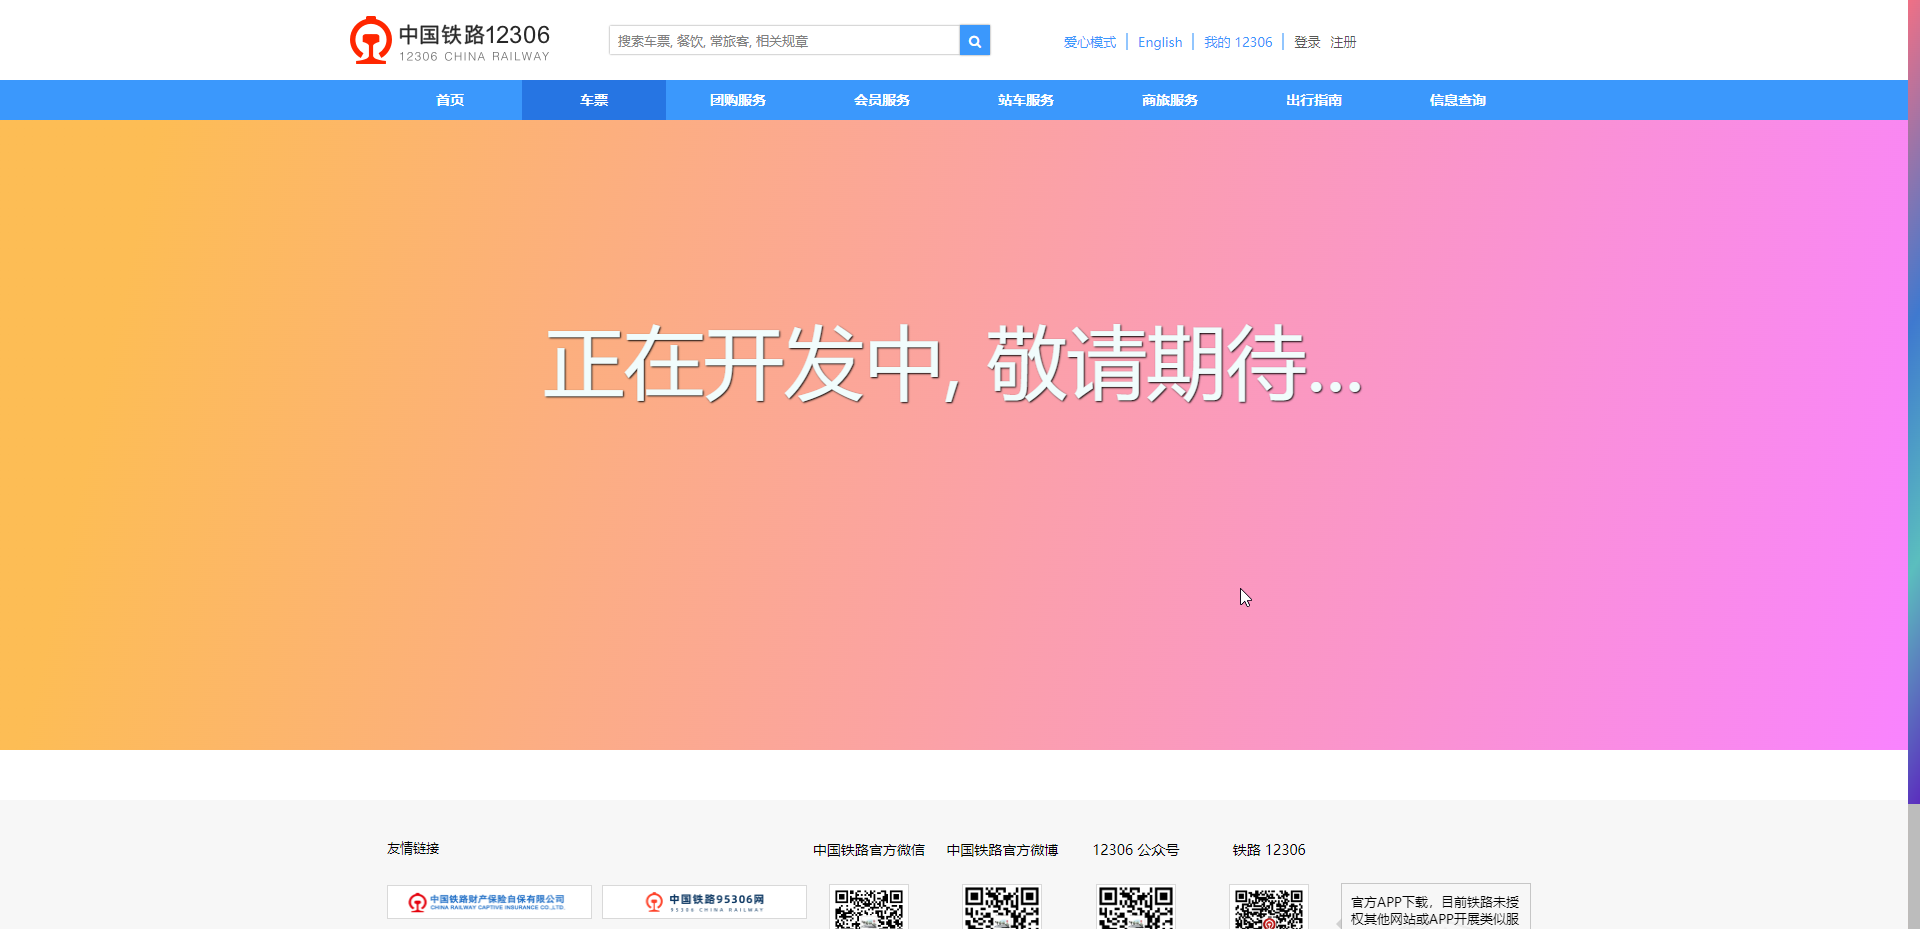 中国铁路12306
12306 CHINA RAILWAY
搜索车票, 餐饮, 常旅客, 相关规章
爱心模式 English 我的 12306 登录 注册
首页 车票 团购服务 会员服务 站车服务 商旅服务 出行指南 信息查询
正在开发中, 敬请期待...
友情链接
中国铁路官方微信 中国铁路官方微博 12306 公众号 铁路 12306
中国铁路财产保险自保有限公司
CHINA RAILWAY CAPTIVE INSURANCE CO.,LTD.
中国铁路95306网
95306 CHINA RAILWAY
官方APP下载，目前铁路未授
权其他网站或APP开展类似服